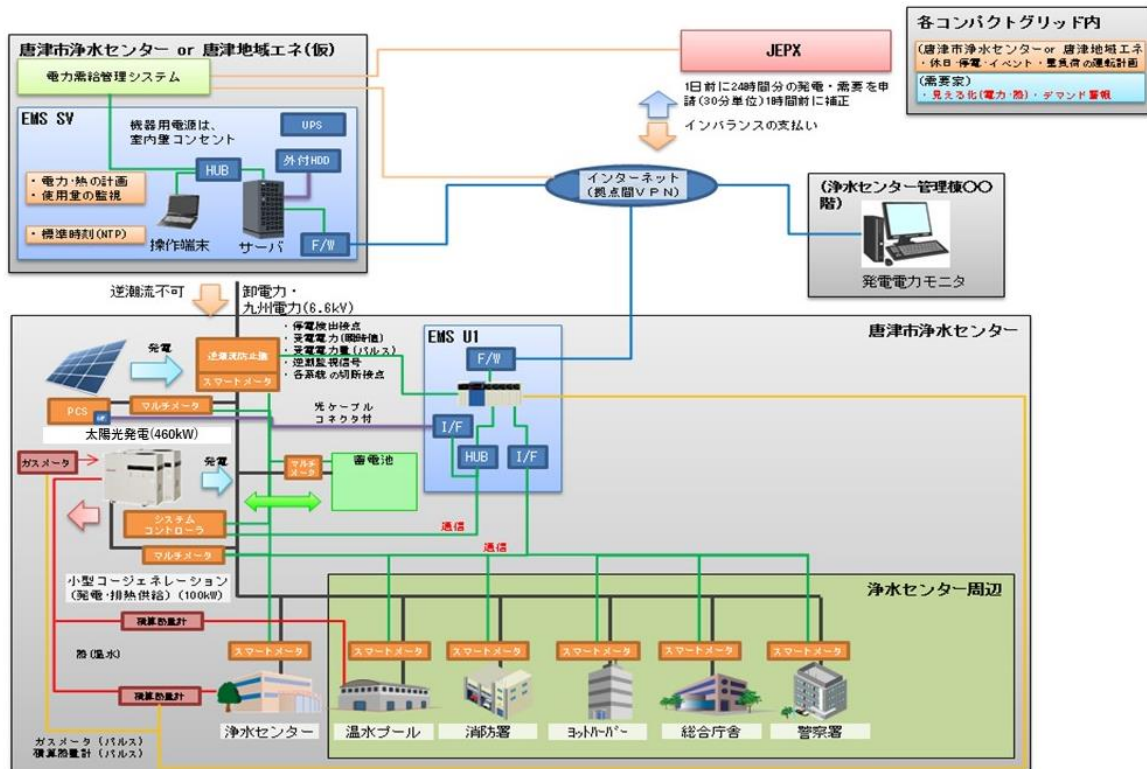 唐津市浄水センター or 唐津地域エネ(仮)
電力需給管理システム
EMS SV
機器用電源は、
室内壁コンセント
UPS
HUB
外付HDD
・電力・熱の計画
・使用量の監視
・標準時刻(NTP)
操作端末
サーバ
F/W
JEPX
1日前に24時間分の発電・需要を申
請(30分単位)1時間前に補正
インバランスの支払い
インターネット
(拠点間VPN)
各コンパクトグリッド内
(唐津市浄水センターor 唐津地域エネ
・休日・停電・イベント・重負荷の運転計画
(需要家)
・見える化(電力・熱)・デマンド警報
(浄水センター管理棟〇〇
階)
発電電力モニタ
逆潮流不可
卸電力・
九州電力(6.6kV)
唐津市浄水センター
・停電検出接点
・受電電力(瞬時値)
・受電電力量(パルス)
・逆潮監視信号
・各系統の切断接点
発電
逆潮流防止盤
スマートメータ
EMS U1
F/W
PCS
I/F
マルチメータ
太陽光発電(460kW)
光ケーブル
コネクタ付
I/F
HUB
I/F
ガスメータ
発電
マルチ
メータ
蓄電池
システム
コントローラ
通信
マルチメータ
通信
小型コージェネレーション
(発電・排熱供給)(100kW)
浄水センター周辺
積算熱量計
熱(温水)
スマートメータ
スマートメータ
スマートメータ
スマートメータ
スマートメータ
スマートメータ
積算熱量計
浄水センター
温水プール
消防署
ヨットハーバー
総合庁舎
警察署
ガスメータ(パルス)
積算熱量計(パルス)